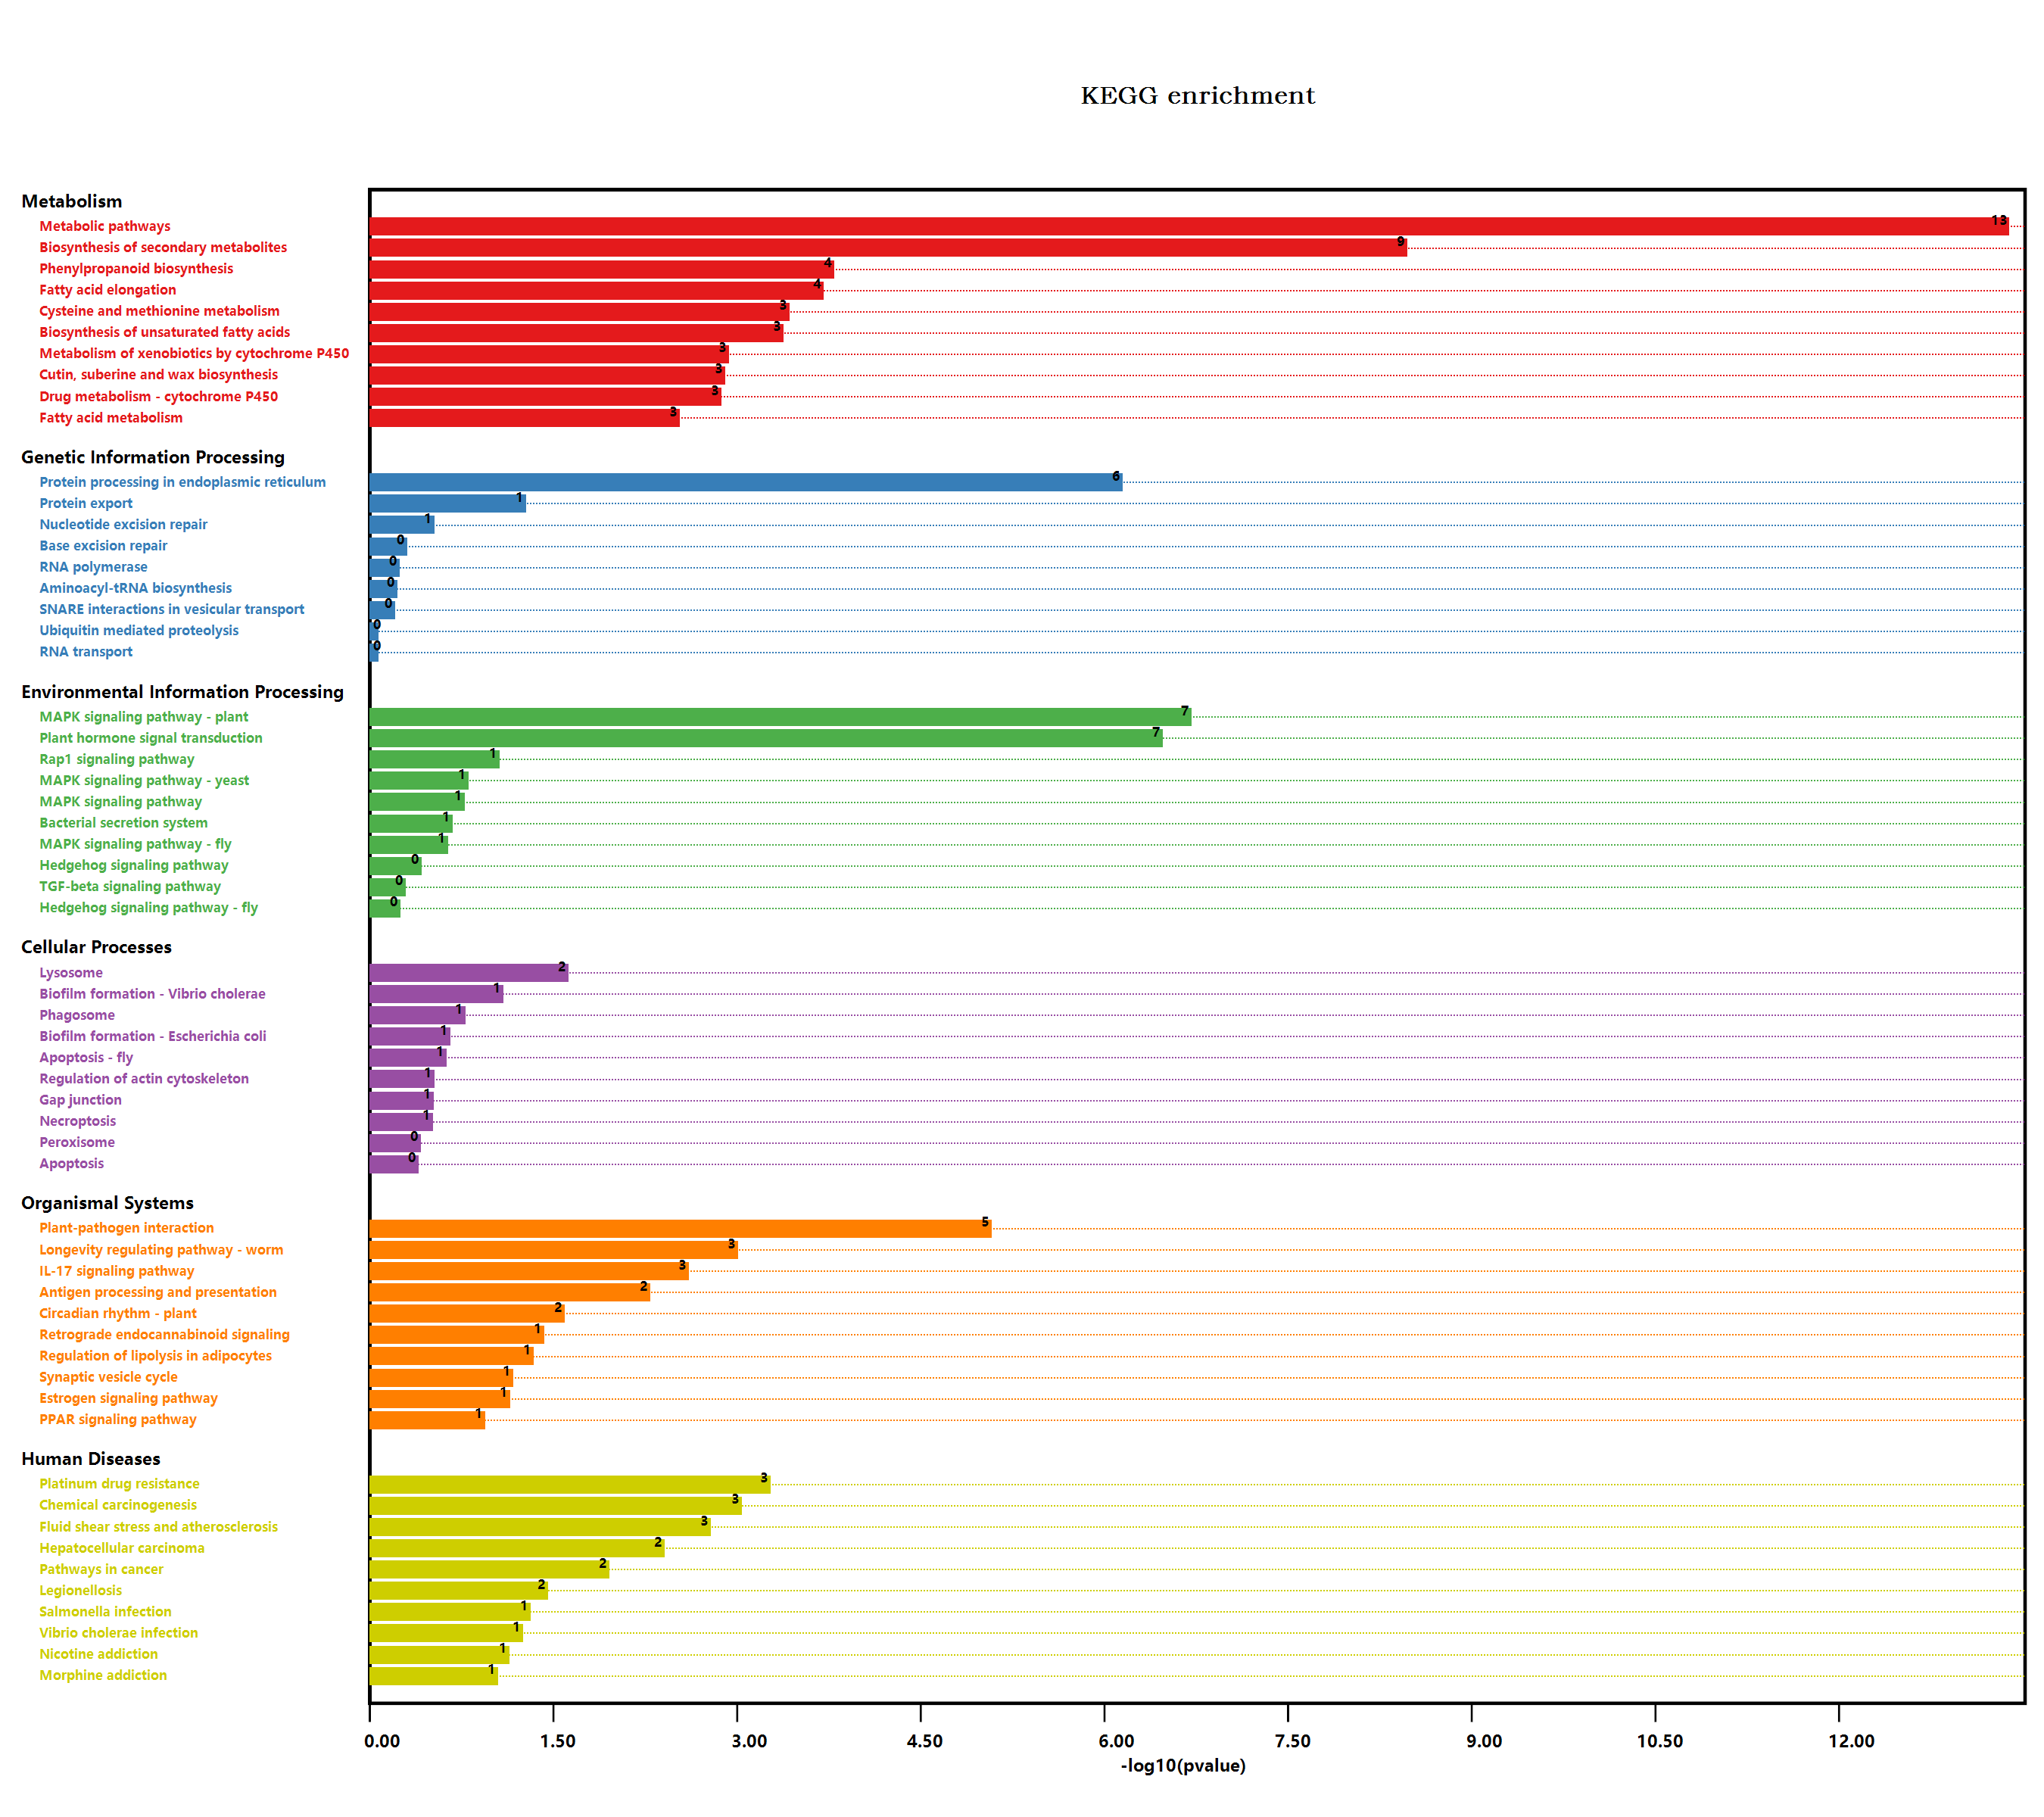 KEGG enrichment
Metabolism
Metabolic pathways 13
Biosynthesis of secondary metabolites 9
Phenylpropanoid biosynthesis 4
Fatty acid elongation 4
Cysteine and methionine metabolism 3
Biosynthesis of unsaturated fatty acids 3
Metabolism of xenobiotics by cytochrome P450 3
Cutin, suberine and wax biosynthesis 3
Drug metabolism - cytochrome P450 3
Fatty acid metabolism 3
Genetic Information Processing
Protein processing in endoplasmic reticulum 6
Protein export 1
Nucleotide excision repair 1
Base excision repair 0
RNA polymerase 0
Aminoacyl-tRNA biosynthesis 0
SNARE interactions in vesicular transport 0
Ubiquitin mediated proteolysis 0
RNA transport 0
Environmental Information Processing
MAPK signaling pathway - plant 7
Plant hormone signal transduction 7
Rap1 signaling pathway 1
MAPK signaling pathway - yeast 1
MAPK signaling pathway 1
Bacterial secretion system 1
MAPK signaling pathway - fly 1
Hedgehog signaling pathway 0
TGF-beta signaling pathway 0
Hedgehog signaling pathway - fly 0
Cellular Processes
Lysosome 2
Biofilm formation - Vibrio cholerae 1
Phagosome 1
Biofilm formation - Escherichia coli 1
Apoptosis - fly 1
Regulation of actin cytoskeleton 1
Gap junction 1
Necroptosis 1
Peroxisome 0
Apoptosis 0
Organismal Systems
Plant-pathogen interaction 5
Longevity regulating pathway - worm 3
IL-17 signaling pathway 3
Antigen processing and presentation 2
Circadian rhythm - plant 2
Retrograde endocannabinoid signaling 1
Regulation of lipolysis in adipocytes 1
Synaptic vesicle cycle 1
Estrogen signaling pathway 1
PPAR signaling pathway 1
Human Diseases
Platinum drug resistance 3
Chemical carcinogenesis 3
Fluid shear stress and atherosclerosis 3
Hepatocellular carcinoma 2
Pathways in cancer 2
Legionellosis 2
Salmonella infection 1
Vibrio cholerae infection 1
Nicotine addiction 1
Morphine addiction 1
0.00 1.50 3.00 4.50 6.00 7.50 9.00 10.50 12.00
-log10(pvalue)